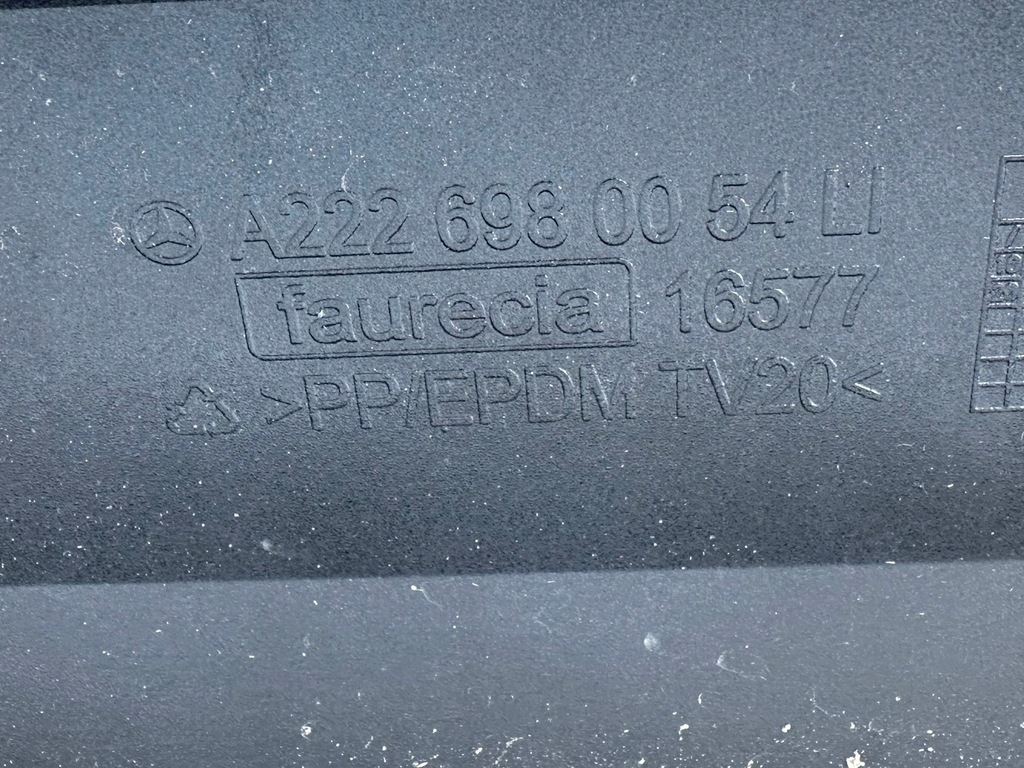 A222 698 00 54 LI
faurecia 16577
>PP/EPDM TV20<